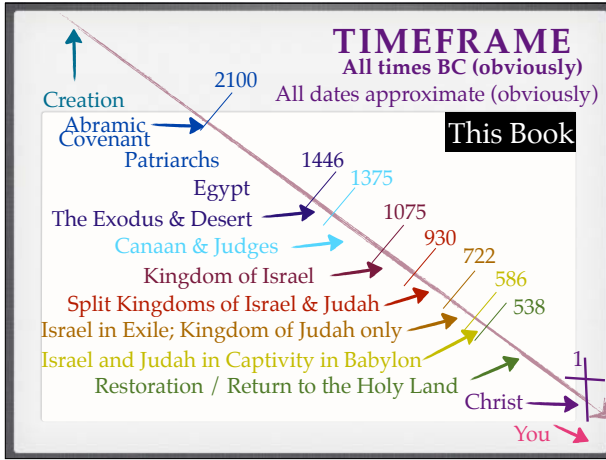 TIMEFRAME
All times BC (obviously)
All dates approximate (obviously)
This Book
Creation
2100
Abramic
Covenant
Patriarchs
Egypt
1446
1375
The Exodus & Desert
Canaan & Judges
1075
Kingdom of Israel
930
Split Kingdoms of Israel & Judah
722
Israel in Exile; Kingdom of Judah only
586
Israel and Judah in Captivity in Babylon
538
Restoration / Return to the Holy Land
1
Christ
You